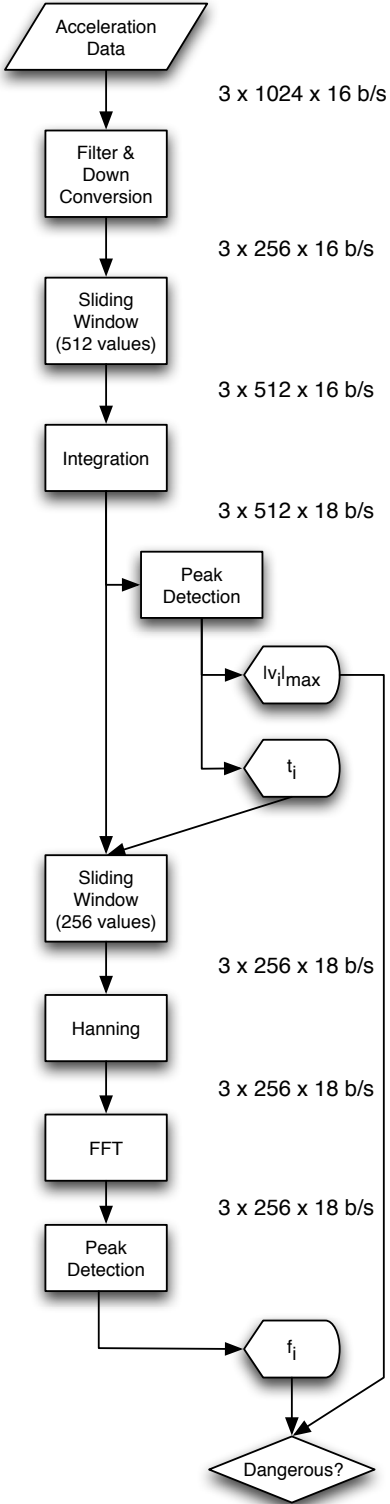 Acceleration
Data
3 x 1024 x 16 b/s
Filter &
Down
Conversion
3 x 256 x 16 b/s
Sliding
Window
(512 values)
3 x 512 x 16 b/s
Integration
3 x 512 x 18 b/s
Peak
Detection
|vᵢ|max
tᵢ
Sliding
Window
(256 values)
3 x 256 x 18 b/s
Hanning
3 x 256 x 18 b/s
FFT
3 x 256 x 18 b/s
Peak
Detection
fᵢ
Dangerous?